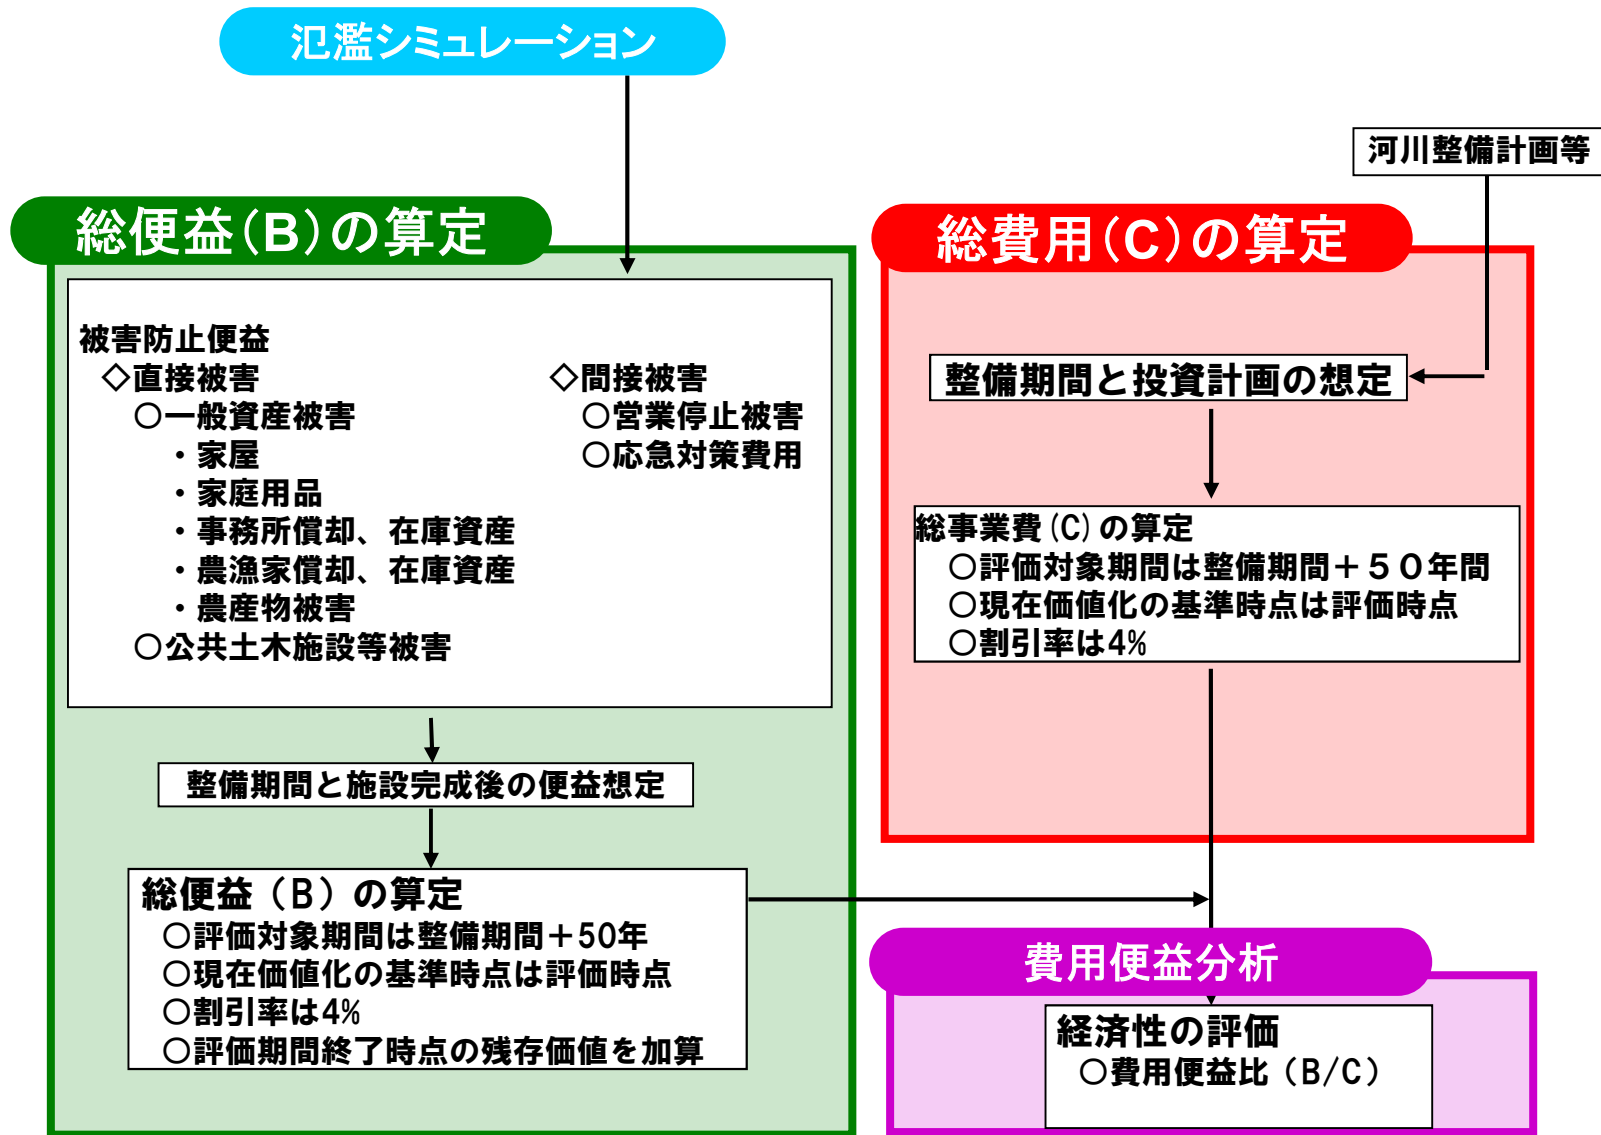 氾濫シミュレーション
河川整備計画等
総便益(B)の算定
被害防止便益
◇直接被害
○一般資産被害
・家屋
・家庭用品
・事務所償却、在庫資産
・農漁家償却、在庫資産
・農産物被害
○公共土木施設等被害
◇間接被害
○営業停止被害
○応急対策費用
整備期間と施設完成後の便益想定
総便益（B）の算定
○評価対象期間は整備期間＋50年
○現在価値化の基準時点は評価時点
○割引率は4%
○評価期間終了時点の残存価値を加算
総費用(C)の算定
整備期間と投資計画の想定
総事業費(C)の算定
○評価対象期間は整備期間＋５０年間
○現在価値化の基準時点は評価時点
○割引率は4%
費用便益分析
経済性の評価
○費用便益比（B/C）